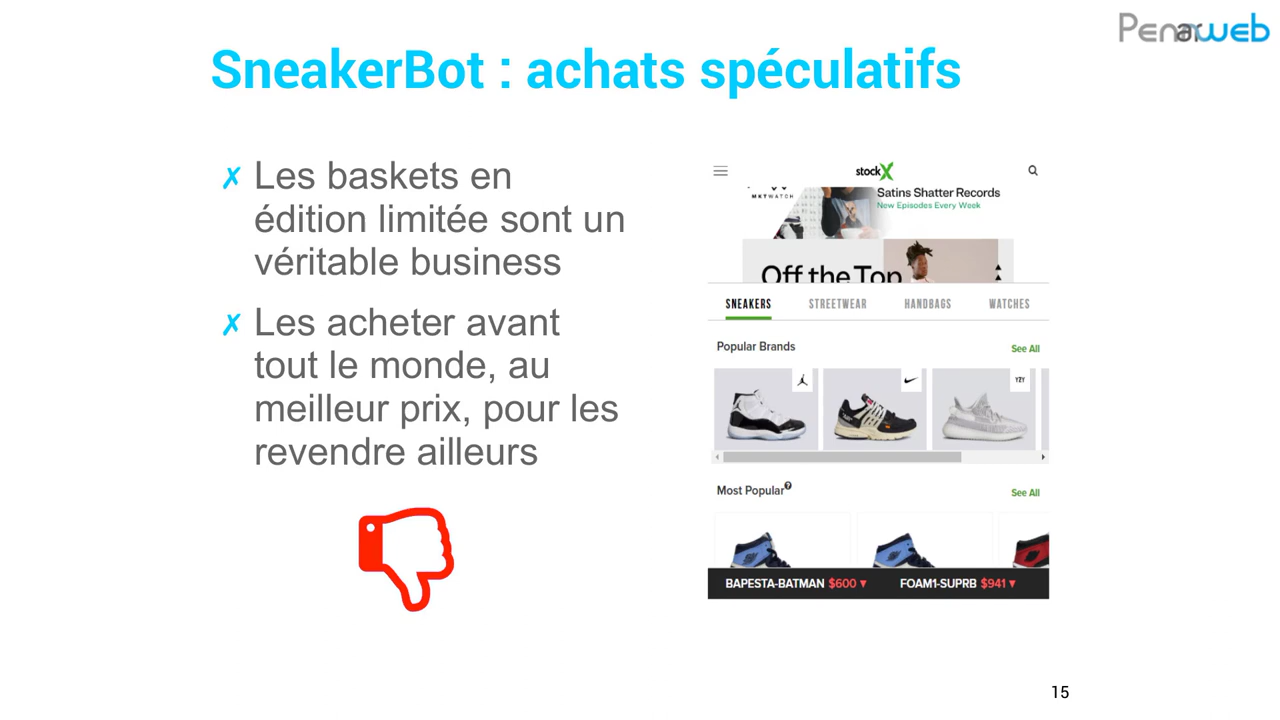 Penarweb
SneakerBot : achats spéculatifs
✗ Les baskets en
édition limitée sont un
véritable business
✗ Les acheter avant
tout le monde, au
meilleur prix, pour les
revendre ailleurs
stockX
MKTWATCH
Satins Shatter Records
New Episodes Every Week
Off the Top
SNEAKERS STREETWEAR HANDBAGS WATCHES
Popular Brands See All
YZY
Most Popular? See All
BAPESTA-BATMAN $600 ▼ FOAM1-SUPRB $941 ▼
15